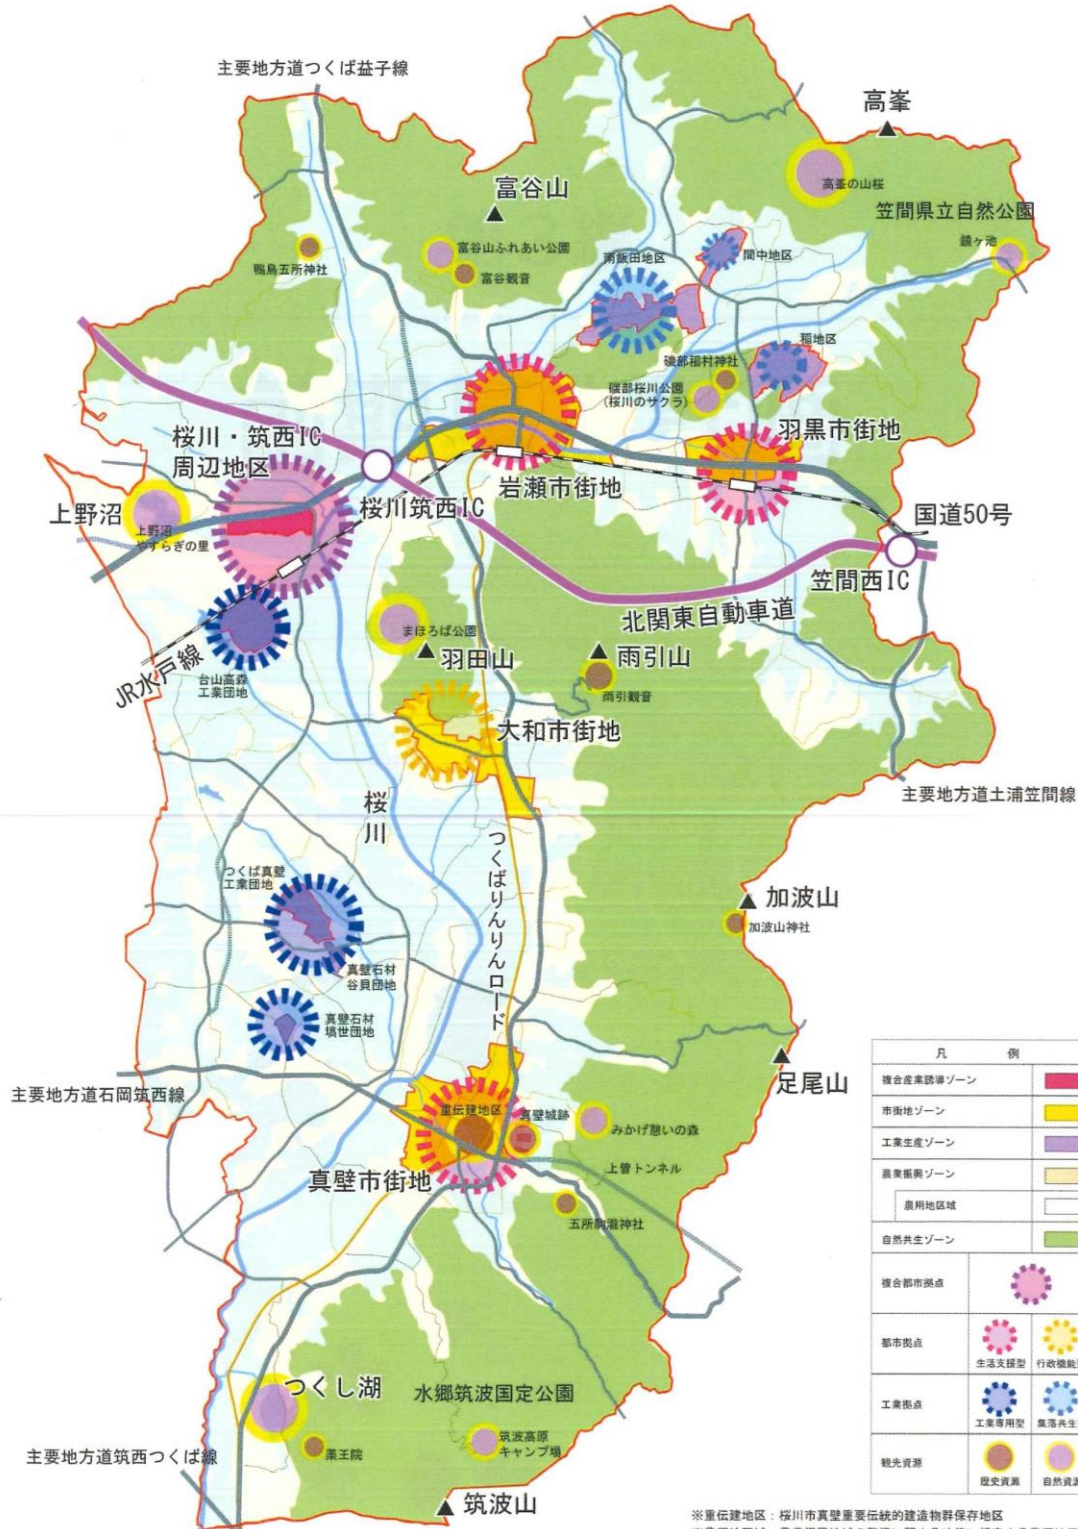 主要地方道つくば益子線
高峯
高峯の山桜
富谷山
笠間県立自然公園
鏡ヶ池
鴨鳥五所神社
富谷山ふれあい公園
富谷観音
南飯田地区
間中地区
稲地区
磯部稲村神社
磯部桜川公園
(桜川のサクラ)
羽黒市街地
桜川・筑西IC
周辺地区
岩瀬市街地
桜川筑西IC
上野沼
上野沼
やすらぎの里
国道50号
笠間西IC
北関東自動車道
まほろば公園
羽田山
雨引山
雨引観音
JR水戸線
台山高森
工業団地
大和市街地
主要地方道土浦笠間線
桜川
つくばりんりんロード
つくば真壁
工業団地
加波山
加波山神社
真壁石材
谷貝団地
真壁石材
塙世団地
足尾山
主要地方道石岡筑西線
重伝建地区
真壁城跡
みかげ憩いの森
上曽トンネル
真壁市街地
五所駒瀧神社
つくし湖
水郷筑波国定公園
筑波高原
キャンプ場
薬王院
主要地方道筑西つくば線
筑波山
凡 例
複合産業誘導ゾーン
市街地ゾーン
工業生産ゾーン
農業振興ゾーン
農用地区域
自然共生ゾーン
複合都市拠点
都市拠点
生活支援型
行政機能
工業拠点
工業専用型
集落共生
観光資源
歴史資源
自然資源
※重伝建地区：桜川市真壁重要伝統的建造物群保存地区